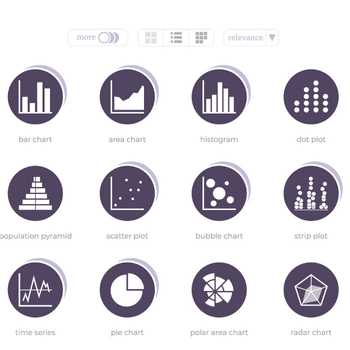 more
relevance
bar chart
area chart
histogram
dot plot
population pyramid
scatter plot
bubble chart
strip plot
time series
pie chart
polar area chart
radar chart